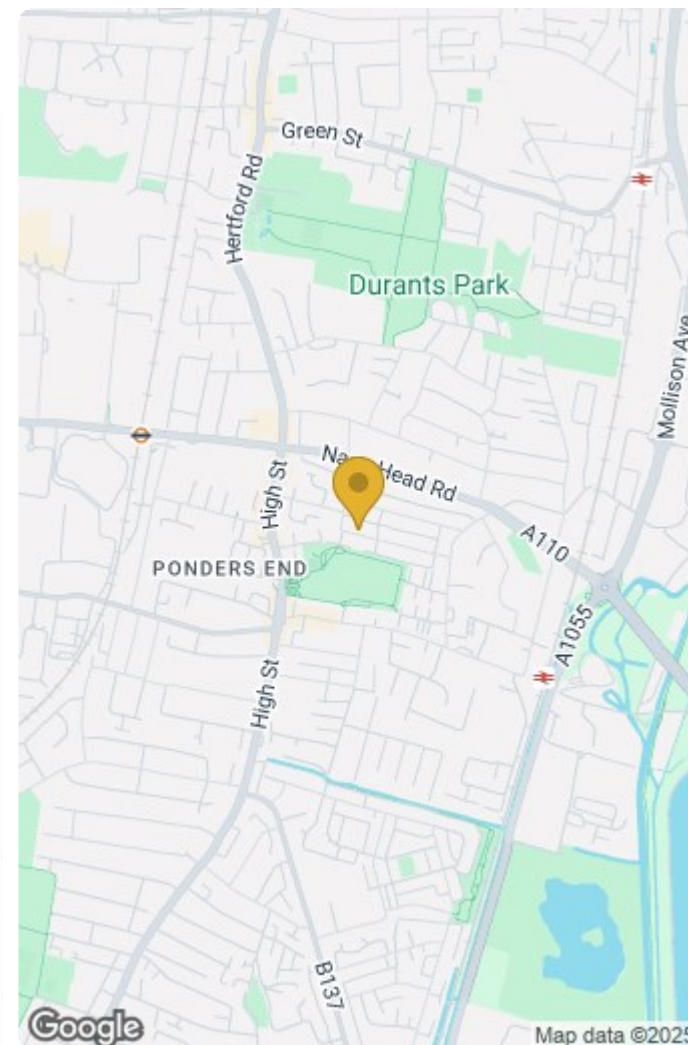 Green St
Hertford Rd
Durants Park
Mollison Ave
Head Rd
High St
A110
PONDERS END
A1055
High St
B137
Google
Map data ©2025